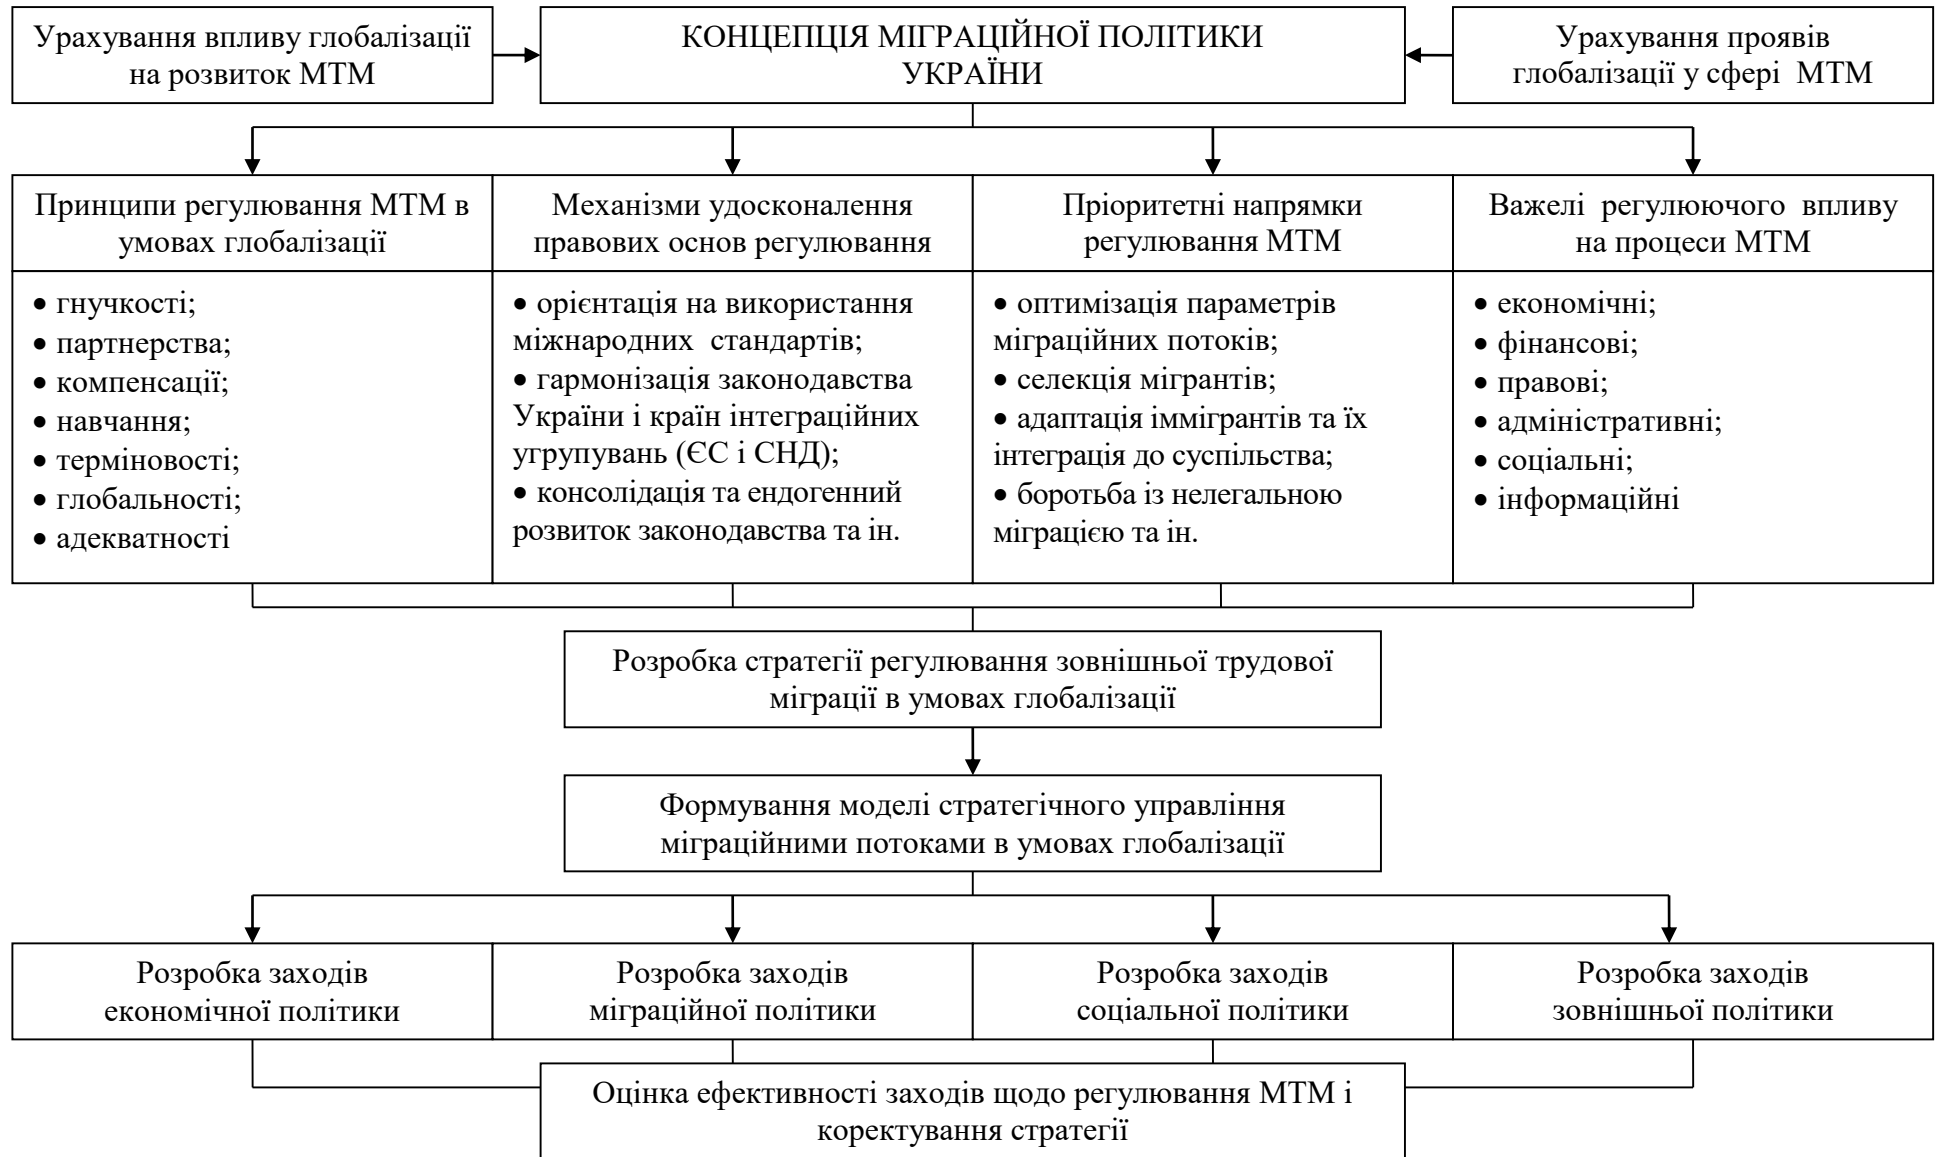 Урахування впливу глобалізації
на розвиток МТМ
КОНЦЕПЦІЯ МІГРАЦІЙНОЇ ПОЛІТИКИ
УКРАЇНИ
Урахування проявів
глобалізації у сфері МТМ
Принципи регулювання МТМ в
умовах глобалізації
Механізми удосконалення
правових основ регулювання
Пріоритетні напрямки
регулювання МТМ
Важелі регулюючого впливу
на процеси МТМ
• гнучкості;
• партнерства;
• компенсації;
• навчання;
• терміновості;
• глобальності;
• адекватності
• орієнтація на використання
міжнародних стандартів;
• гармонізація законодавства
України і країн інтеграційних
угрупувань (ЄС і СНД);
• консолідація та ендогенний
розвиток законодавства та ін.
• оптимізація параметрів
міграційних потоків;
• селекція мігрантів;
• адаптація іммігрантів та їх
інтеграція до суспільства;
• боротьба із нелегальною
міграцією та ін.
• економічні;
• фінансові;
• правові;
• адміністративні;
• соціальні;
• інформаційні
Розробка стратегії регулювання зовнішньої трудової
міграції в умовах глобалізації
Формування моделі стратегічного управління
міграційними потоками в умовах глобалізації
Розробка заходів
економічної політики
Розробка заходів
міграційної політики
Розробка заходів
соціальної політики
Розробка заходів
зовнішньої політики
Оцінка ефективності заходів щодо регулювання МТМ і
коректування стратегії